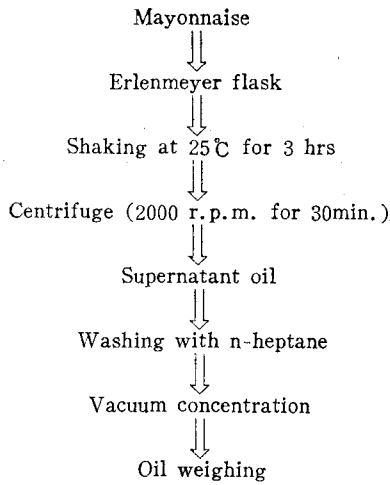 Mayonnaise
Erlenmeyer flask
Shaking at 25℃ for 3 hrs
Centrifuge (2000 r.p.m. for 30min.)
Supernatant oil
Washing with n-heptane
Vacuum concentration
Oil weighing